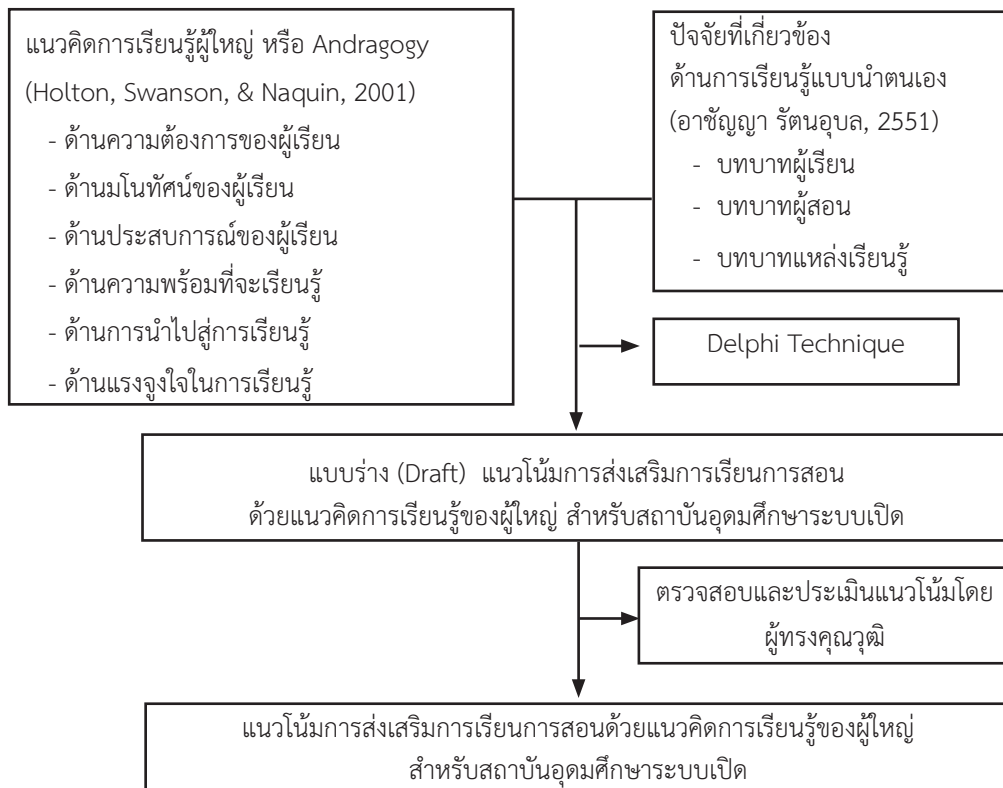 แนวคิดการเรียนรู้ผู้ใหญ่ หรือ Andragogy
(Holton, Swanson, & Naquin, 2001)
- ด้านความต้องการของผู้เรียน
- ด้านมโนทัศน์ของผู้เรียน
- ด้านประสบการณ์ของผู้เรียน
- ด้านความพร้อมที่จะเรียนรู้
- ด้านการนำไปสู่การเรียนรู้
- ด้านแรงจูงใจในการเรียนรู้
ปัจจัยที่เกี่ยวข้อง
ด้านการเรียนรู้แบบนำตนเอง
(อาชัญญา รัตนอุบล, 2551)
- บทบาทผู้เรียน
- บทบาทผู้สอน
- บทบาทแหล่งเรียนรู้
Delphi Technique
แบบร่าง (Draft) แนวโน้มการส่งเสริมการเรียนการสอน
ด้วยแนวคิดการเรียนรู้ของผู้ใหญ่ สำหรับสถาบันอุดมศึกษาระบบเปิด
ตรวจสอบและประเมินแนวโน้มโดย
ผู้ทรงคุณวุฒิ
แนวโน้มการส่งเสริมการเรียนการสอนด้วยแนวคิดการเรียนรู้ของผู้ใหญ่
สำหรับสถาบันอุดมศึกษาระบบเปิด